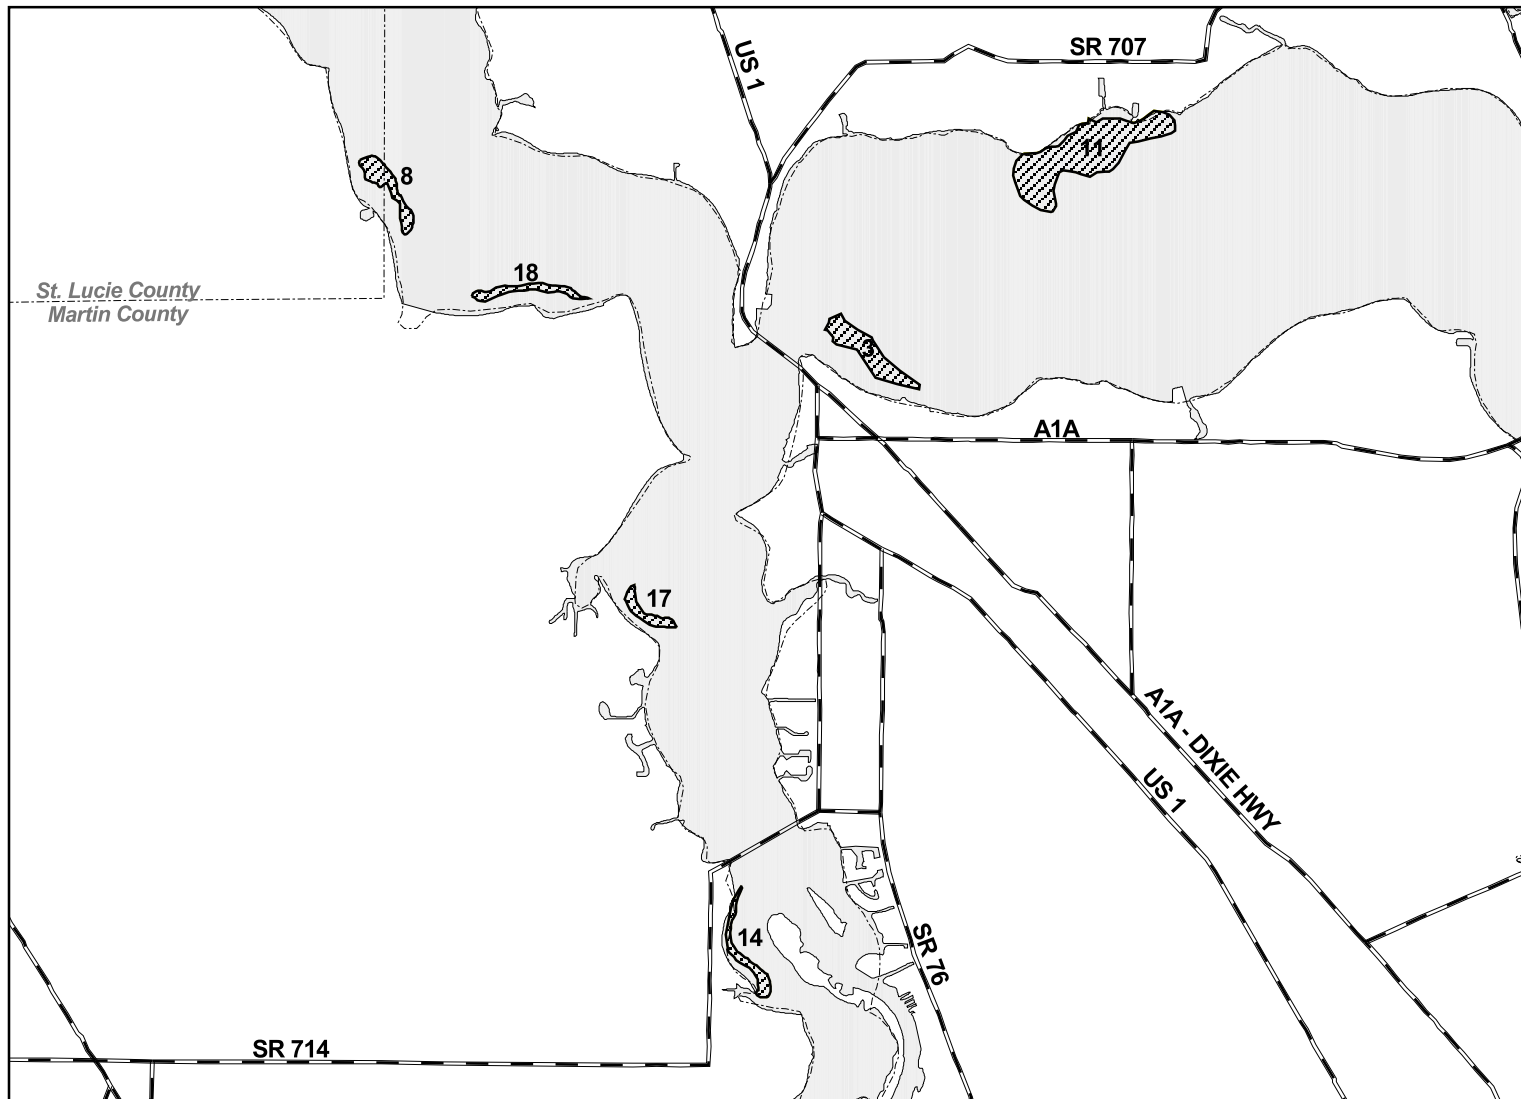 SR 707
US 1
11
8
18
St. Lucie County
Martin County
3
A1A
17
A1A - DIXIE HWY
US 1
14
SR 76
SR 714